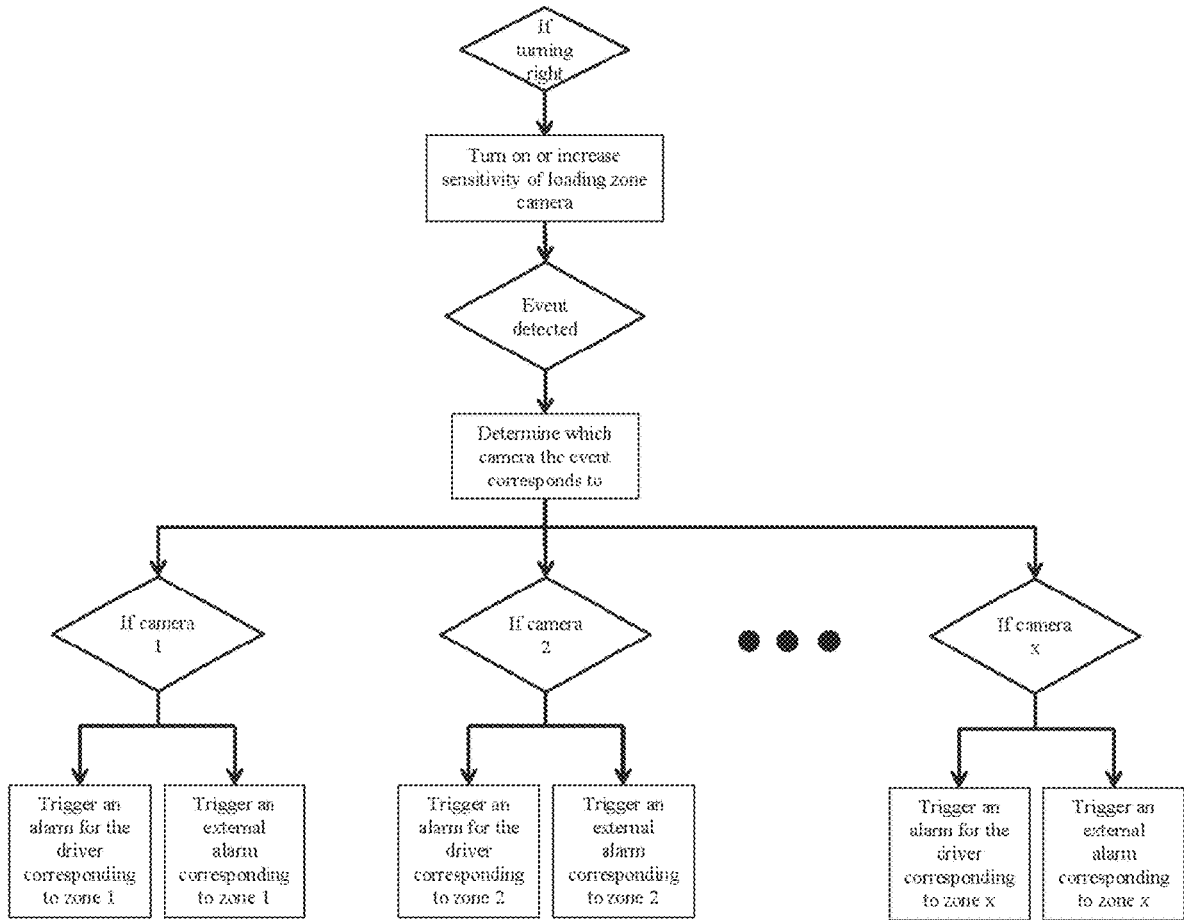 If
turning
right
Turn on or increase
sensitivity of loading zone
camera
Event
detected
Determine which
camera the event
corresponds to
If camera
1
If camera
2
If camera
x
Trigger an
alarm for the
driver
corresponding
to zone 1
Trigger an
external
alarm
corresponding
to zone 1
Trigger an
alarm for the
driver
corresponding
to zone 2
Trigger an
external
alarm
corresponding
to zone 2
Trigger an
alarm for the
driver
corresponding
to zone x
Trigger an
external
alarm
corresponding
to zone x